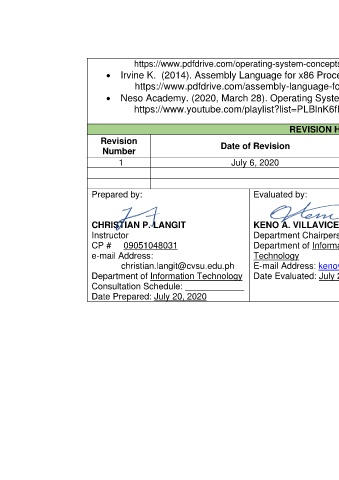 https://www.pdfdrive.com/operating-system-concepts
• Irvine K. (2014). Assembly Language for x86 Proce
https://www.pdfdrive.com/assembly-language-fo
• Neso Academy. (2020, March 28). Operating Syste
https://www.youtube.com/playlist?list=PLBlnK6f
REVISION H
Revision Number
Date of Revision
1
July 6, 2020
Prepared by:
CHRISTIAN P. LANGIT
Instructor
CP # 09051048031
e-mail Address:
christian.langit@cvsu.edu.ph
Department of Information Technology
Consultation Schedule: ____________
Date Prepared: July 20, 2020
Evaluated by:
KENO A. VILLAVICE
Department Chairpers
Department of Informa
Technology
E-mail Address: keno
Date Evaluated: July 2